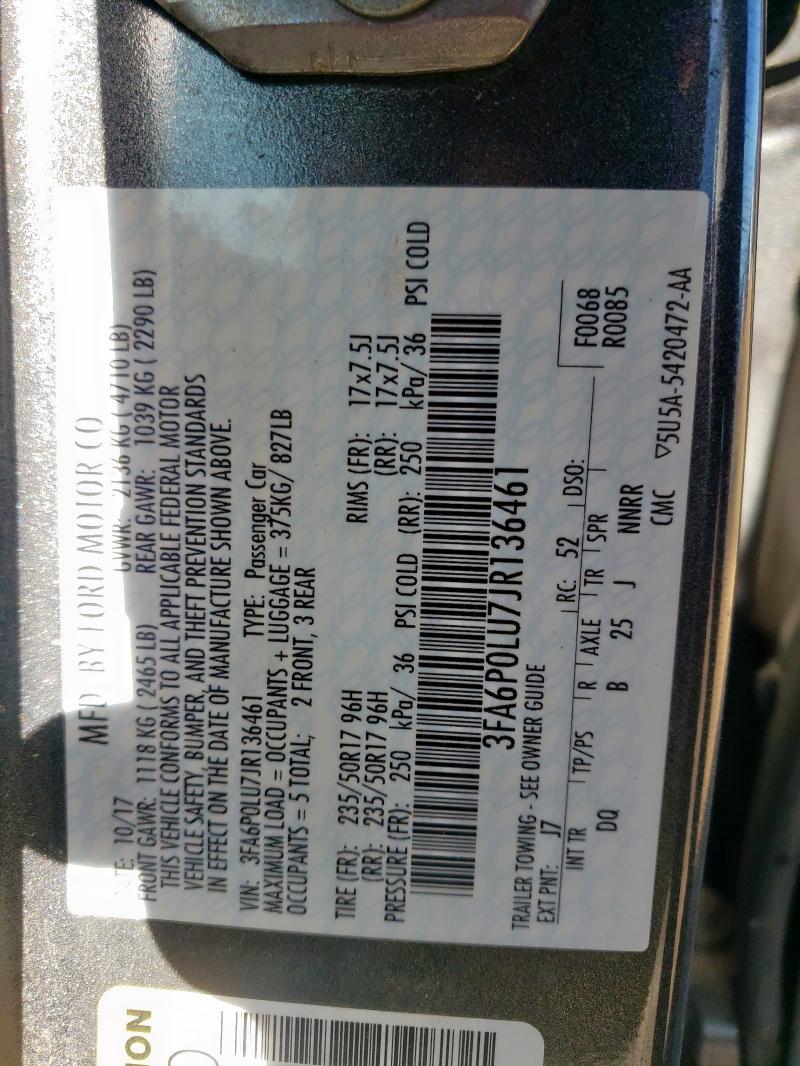 MFD BY FORD MOTOR CO
10/17 GVWR: 2136 KG ( 4710 LB)
FRONT GAWR: 1118 KG ( 2465 LB) REAR GAWR: 1039 KG ( 2290 LB)
THIS VEHICLE CONFORMS TO ALL APPLICABLE FEDERAL MOTOR
VEHICLE SAFETY, BUMPER, AND THEFT PREVENTION STANDARDS
IN EFFECT ON THE DATE OF MANUFACTURE SHOWN ABOVE.
VIN: 3FA6P0LU7JR136461 TYPE: Passenger Car
MAXIMUM LOAD = OCCUPANTS + LUGGAGE = 375KG/ 827LB
OCCUPANTS = 5 TOTAL; 2 FRONT, 3 REAR
TIRE (FR): 235/50R17 96H RIMS (FR): 17x7.5J
(RR): 235/50R17 96H (RR): 17x7.5J
PRESSURE (FR): 250 kPa/ 36 PSI COLD (RR): 250 kPa/ 36 PSI COLD
3FA6P0LU7JR136461
TRAILER TOWING - SEE OWNER GUIDE
EXT PNT: J7 RC: 52 DSO: F0068
R0085
INT TR TP/PS R AXLE TR SPR
DQ B 25 J NNRR
CMC ▽5U5A-5420472-AA
ION